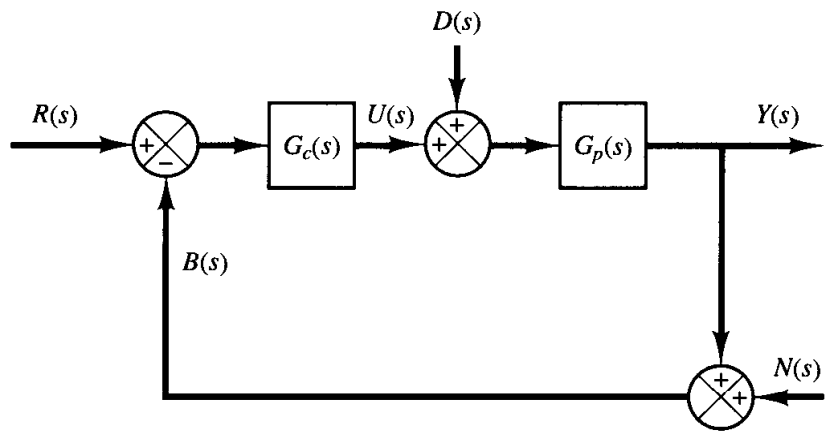 D(s)
R(s)
+
−
G_c(s)
U(s)
+
+
G_p(s)
Y(s)
B(s)
N(s)
+
+